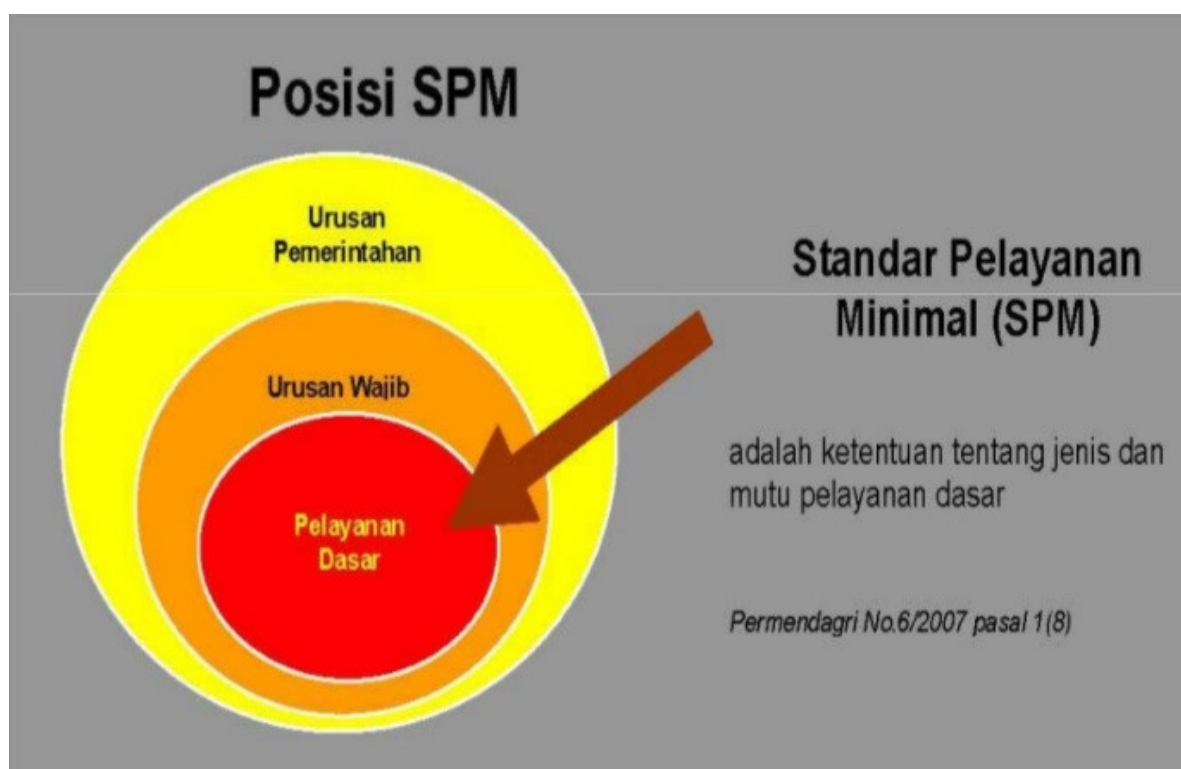 Posisi SPM
Urusan
Pemerintahan
Urusan Wajib
Pelayanan
Dasar
Standar Pelayanan
Minimal (SPM)
adalah ketentuan tentang jenis dan
mutu pelayanan dasar
Permendagri No.6/2007 pasal 1(8)